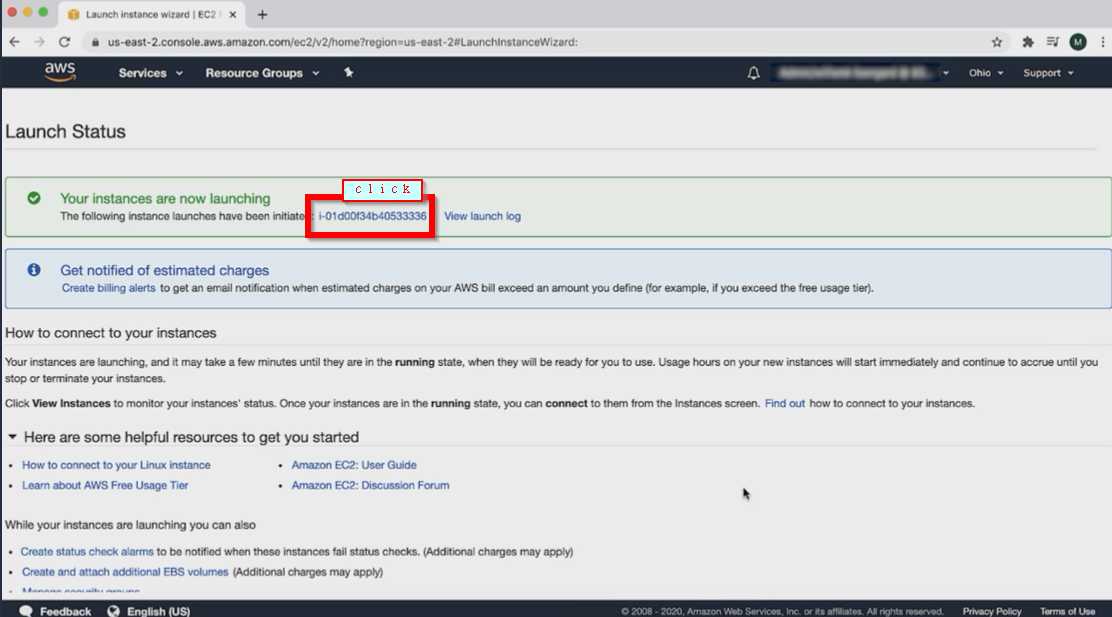 Launch instance wizard | EC2
us-east-2.console.aws.amazon.com/ec2/v2/home?region=us-east-2#LaunchInstanceWizard:
M
aws
Services
Resource Groups
Ohio
Support
Launch Status
click
Your instances are now launching
The following instance launches have been initiated: i-01d00f34b40533336 View launch log
Get notified of estimated charges
Create billing alerts to get an email notification when estimated charges on your AWS bill exceed an amount you define (for example, if you exceed the free usage tier).
How to connect to your instances
Your instances are launching, and it may take a few minutes until they are in the running state, when they will be ready for you to use. Usage hours on your new instances will start immediately and continue to accrue until you
stop or terminate your instances.
Click View Instances to monitor your instances' status. Once your instances are in the running state, you can connect to them from the Instances screen. Find out how to connect to your instances.
Here are some helpful resources to get you started
• How to connect to your Linux instance
• Amazon EC2: User Guide
• Learn about AWS Free Usage Tier
• Amazon EC2: Discussion Forum
While your instances are launching you can also
• Create status check alarms to be notified when these instances fail status checks. (Additional charges may apply)
• Create and attach additional EBS volumes (Additional charges may apply)
• Manage security groups
Feedback
English (US)
© 2008 - 2020, Amazon Web Services, Inc. or its affiliates. All rights reserved.
Privacy Policy
Terms of Use